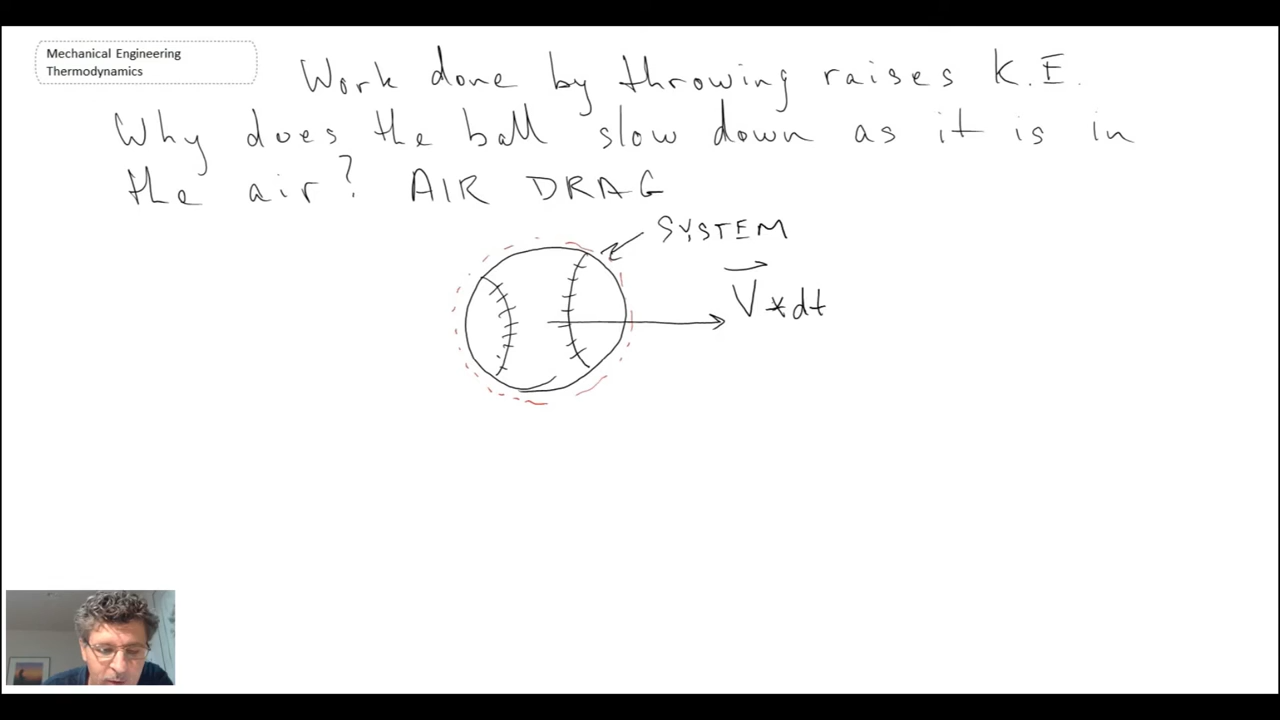 Mechanical Engineering
Thermodynamics
Work done by throwing raises K.E.
Why does the ball slow down as it is in
the air? AIR DRAG
SYSTEM
V*dt